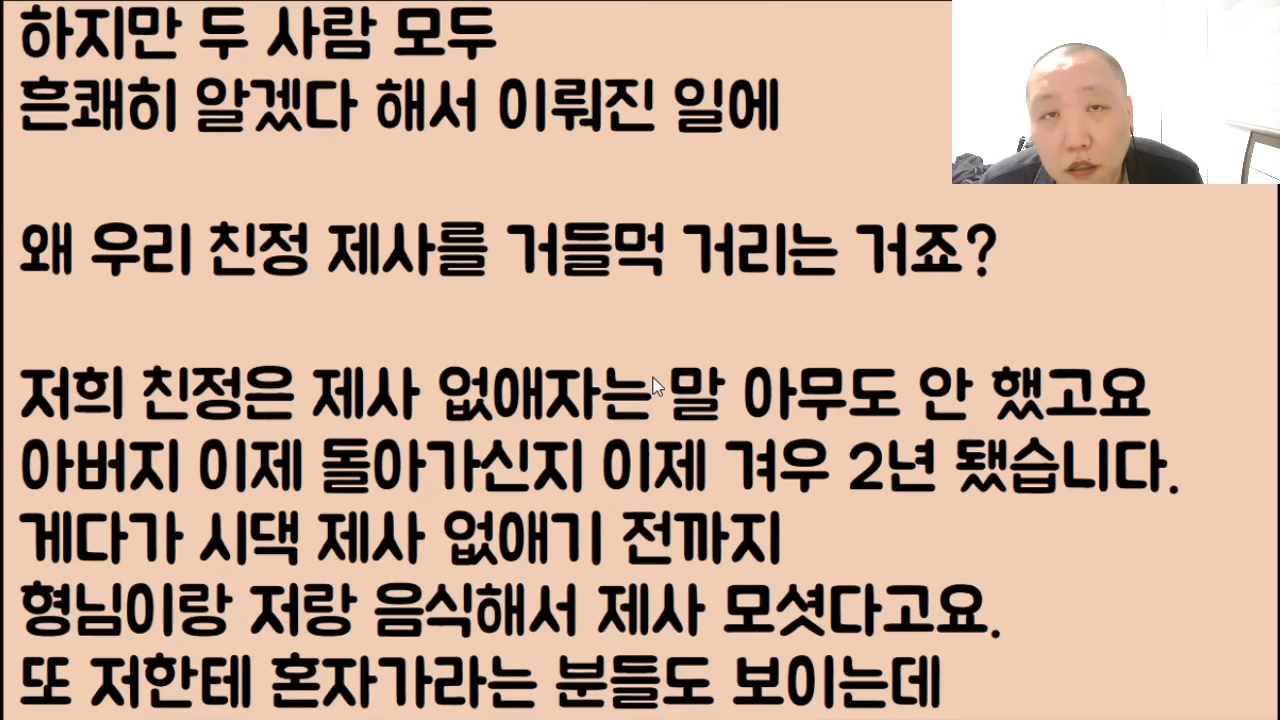 하지만 두 사람 모두
흔쾌히 알겠다 해서 이뤄진 일에
왜 우리 친정 제사를 거들먹 거리는 거죠?
저희 친정은 제사 없애자는 말 아무도 안 했고요
아버지 이제 돌아가신지 이제 겨우 2년 됐습니다.
게다가 시댁 제사 없애기 전까지
형님이랑 저랑 음식해서 제사 모셧다고요.
또 저한테 혼자가라는 분들도 보이는데